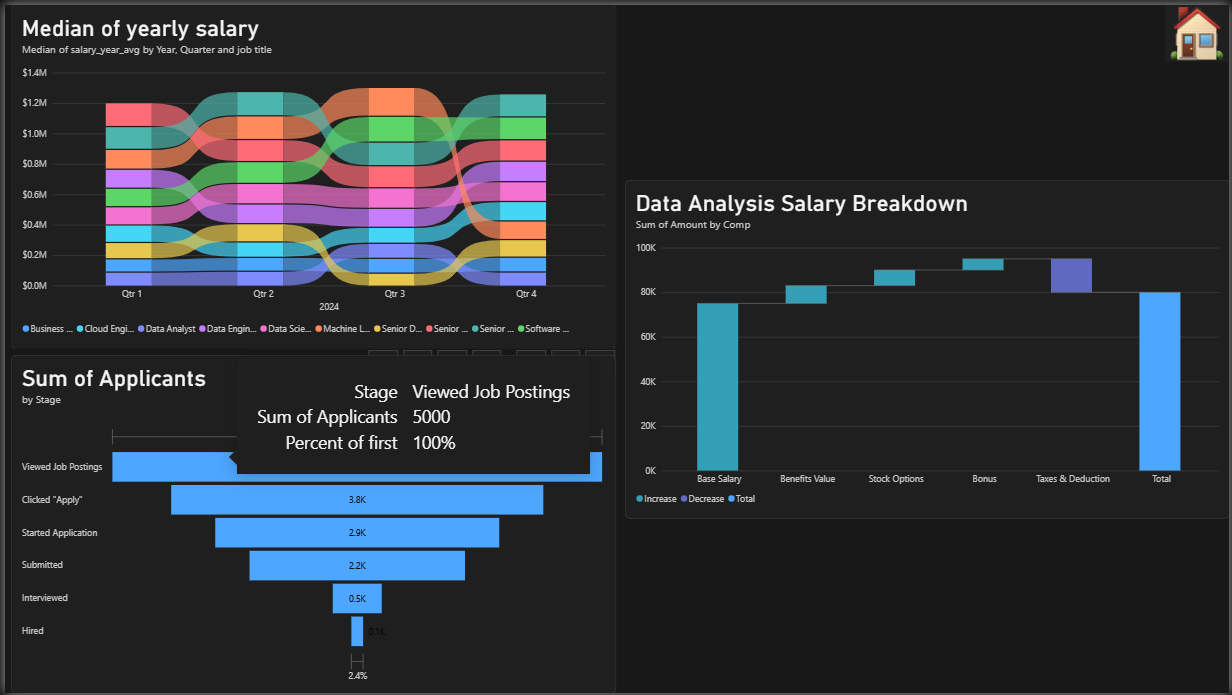 Median of yearly salary
Median of salary_year_avg by Year, Quarter and job title
$1.4M
$1.2M
$1.0M
$0.8M
$0.6M
$0.4M
$0.2M
$0.0M
Qtr 1 Qtr 2 Qtr 3 Qtr 4
2024
Business ... Cloud Engi... Data Analyst Data Engin... Data Scie... Machine L... Senior D... Senior ... Senior ... Software ...
Sum of Applicants
by Stage
Stage Viewed Job Postings
Sum of Applicants 5000
Percent of first 100%
Viewed Job Postings
Clicked "Apply" 3.8K
Started Application 2.9K
Submitted 2.2K
Interviewed 0.5K
Hired 0.1K
2.4%
Data Analysis Salary Breakdown
Sum of Amount by Comp
100K
80K
60K
40K
20K
0K
Base Salary Benefits Value Stock Options Bonus Taxes & Deduction Total
Increase Decrease Total